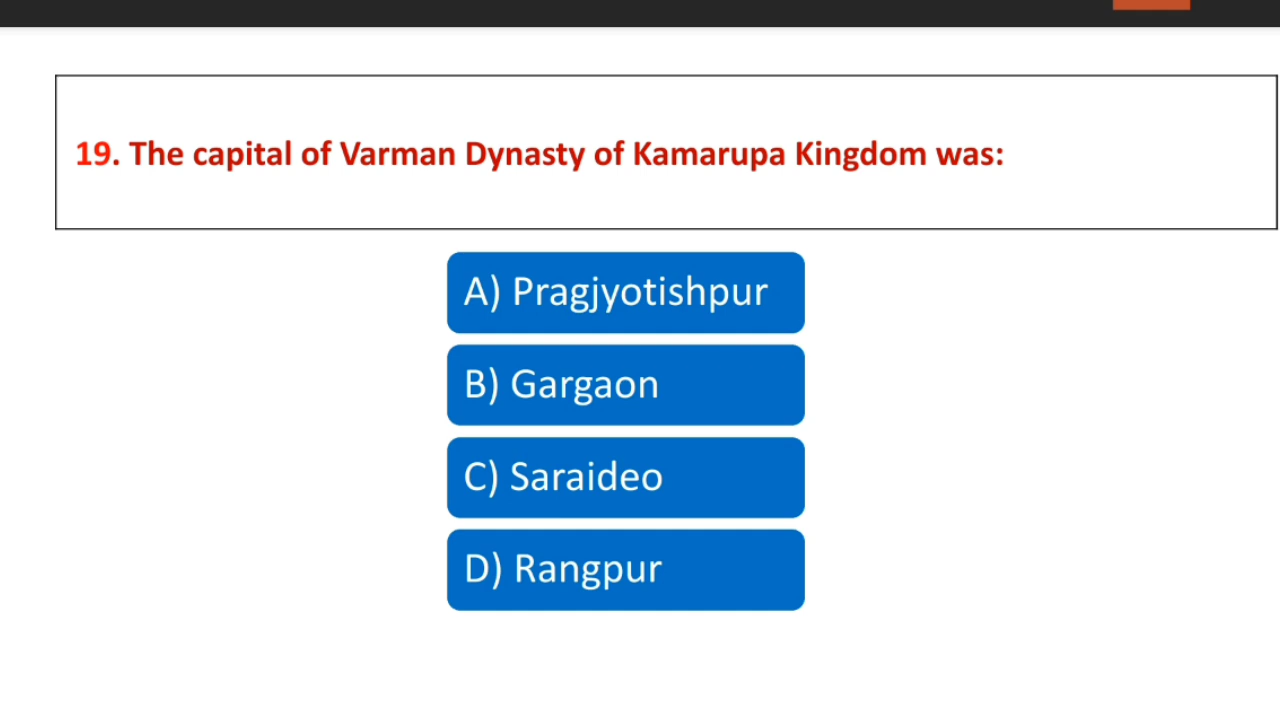 19. The capital of Varman Dynasty of Kamarupa Kingdom was:
A) Pragjyotishpur
B) Gargaon
C) Saraideo
D) Rangpur